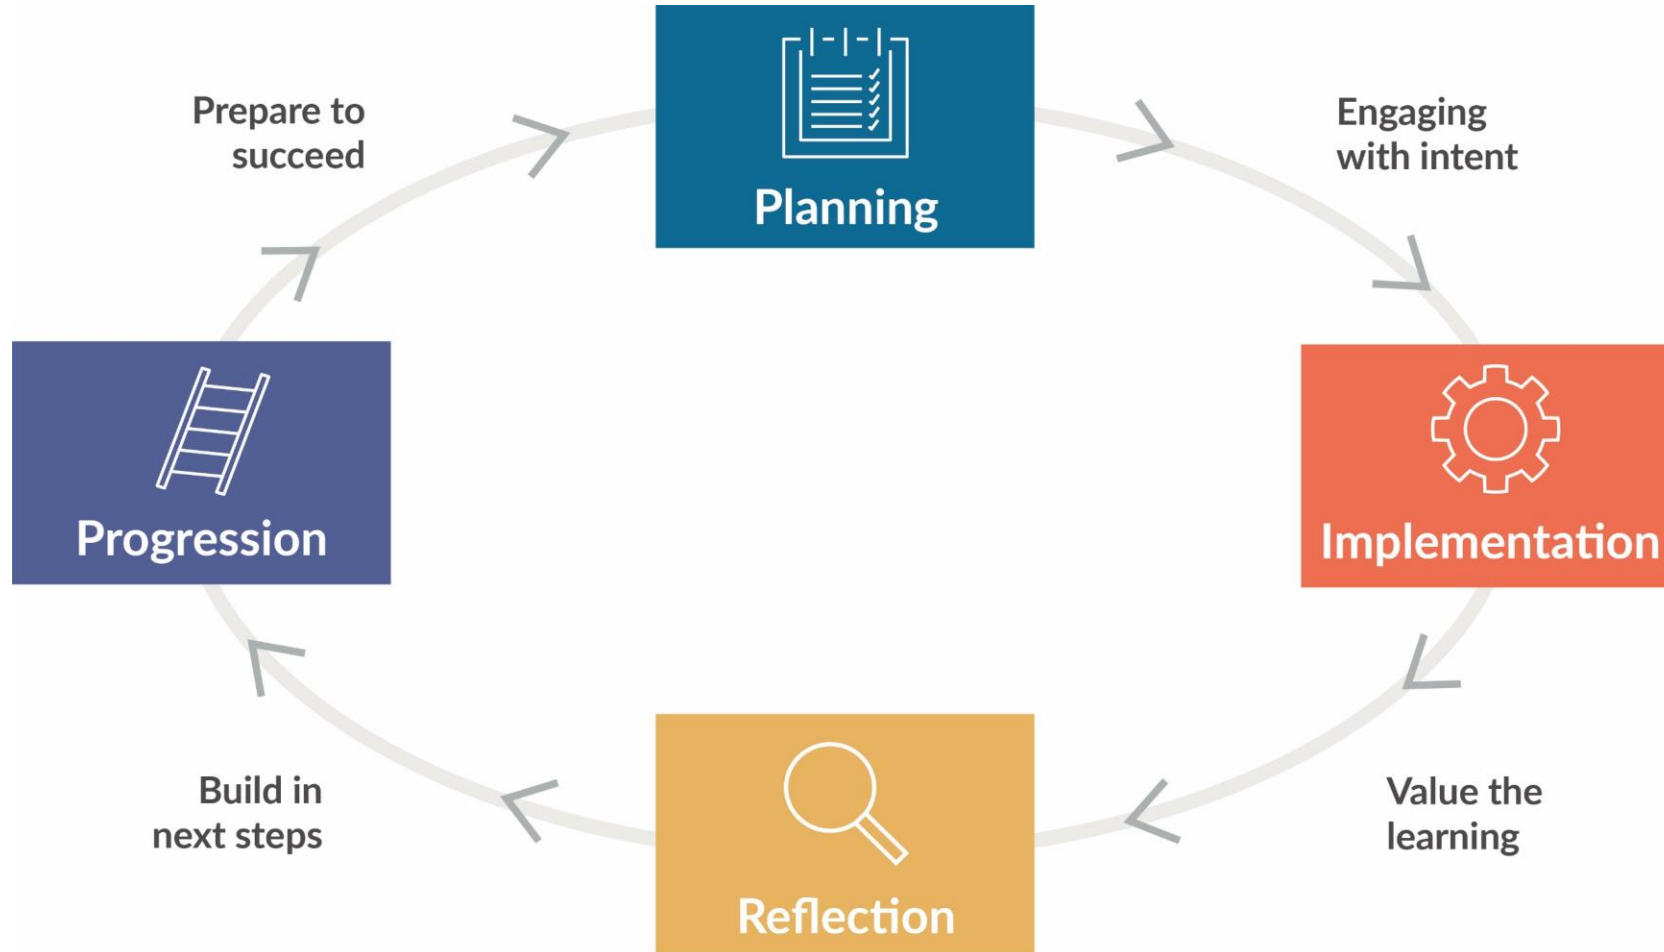 Planning
Engaging
with intent
Implementation
Value the
learning
Reflection
Build in
next steps
Progression
Prepare to
succeed